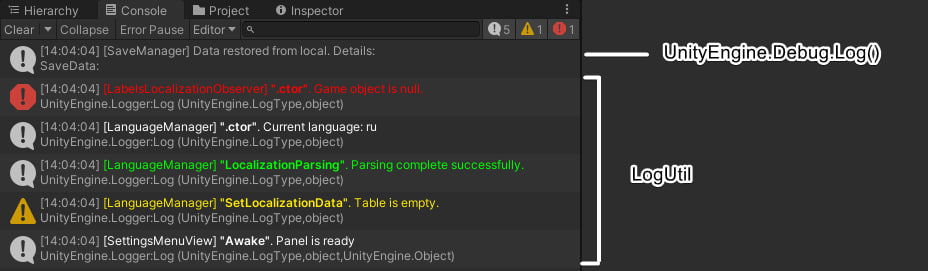 Hierarchy Console Project Inspector
Clear Collapse Error Pause Editor 5 1 1
[14:04:04] [SaveManager] Data restored from local. Details:
SaveData:
UnityEngine.Debug.Log()
[14:04:04] [LabelsLocalizationObserver] ".ctor". Game object is null.
UnityEngine.Logger:Log (UnityEngine.LogType,object)
[14:04:04] [LanguageManager] ".ctor". Current language: ru
UnityEngine.Logger:Log (UnityEngine.LogType,object)
[14:04:04] [LanguageManager] "LocalizationParsing". Parsing complete successfully.
UnityEngine.Logger:Log (UnityEngine.LogType,object)
LogUtil
[14:04:04] [LanguageManager] "SetLocalizationData". Table is empty.
UnityEngine.Logger:Log (UnityEngine.LogType,object)
[14:04:04] [SettingsMenuView] "Awake". Panel is ready
UnityEngine.Logger:Log (UnityEngine.LogType,object,UnityEngine.Object)